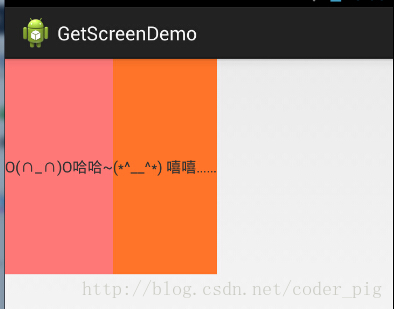 GetScreenDemo
O(∩_∩)O哈哈~(*^__^*) 嘻嘻……
http://blog.csdn.net/coder_pig